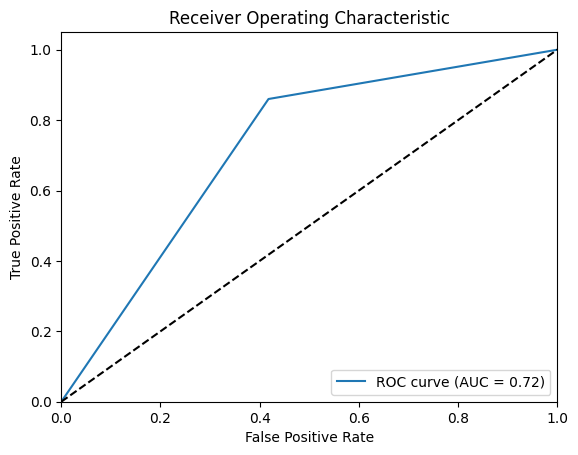 Receiver Operating Characteristic
1.0
0.8
0.6
0.4
0.2
0.0
True Positive Rate
ROC curve (AUC = 0.72)
0.0 0.2 0.4 0.6 0.8 1.0
False Positive Rate